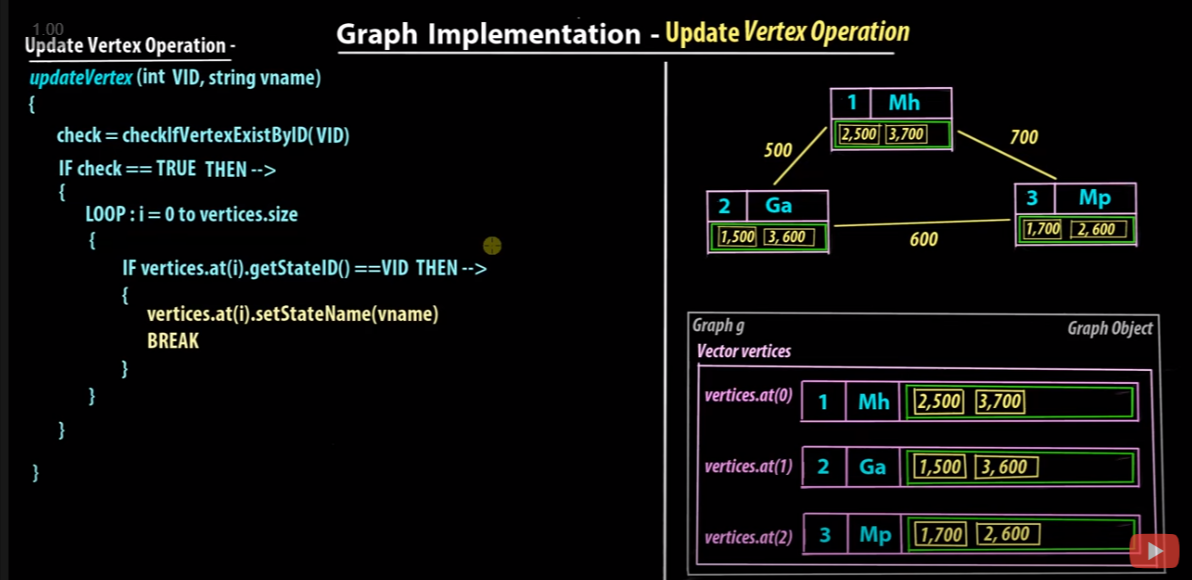 1.00
Graph Implementation - Update Vertex Operation
Update Vertex Operation -
updateVertex (int VID, string vname)
{
check = checkIfVertexExistByID( VID)
IF check == TRUE THEN -->
{
LOOP : i = 0 to vertices.size
{
IF vertices.at(i).getStateID() ==VID THEN -->
{
vertices.at(i).setStateName(vname)
BREAK
}
}
}
}
1 Mh
2,500 3,700
500
700
2 Ga
1,500 3, 600
3 Mp
1,700 2, 600
600
Graph g
Graph Object
Vector vertices
vertices.at(0) 1 Mh 2,500 3,700
vertices.at(1) 2 Ga 1,500 3, 600
vertices.at(2) 3 Mp 1,700 2, 600